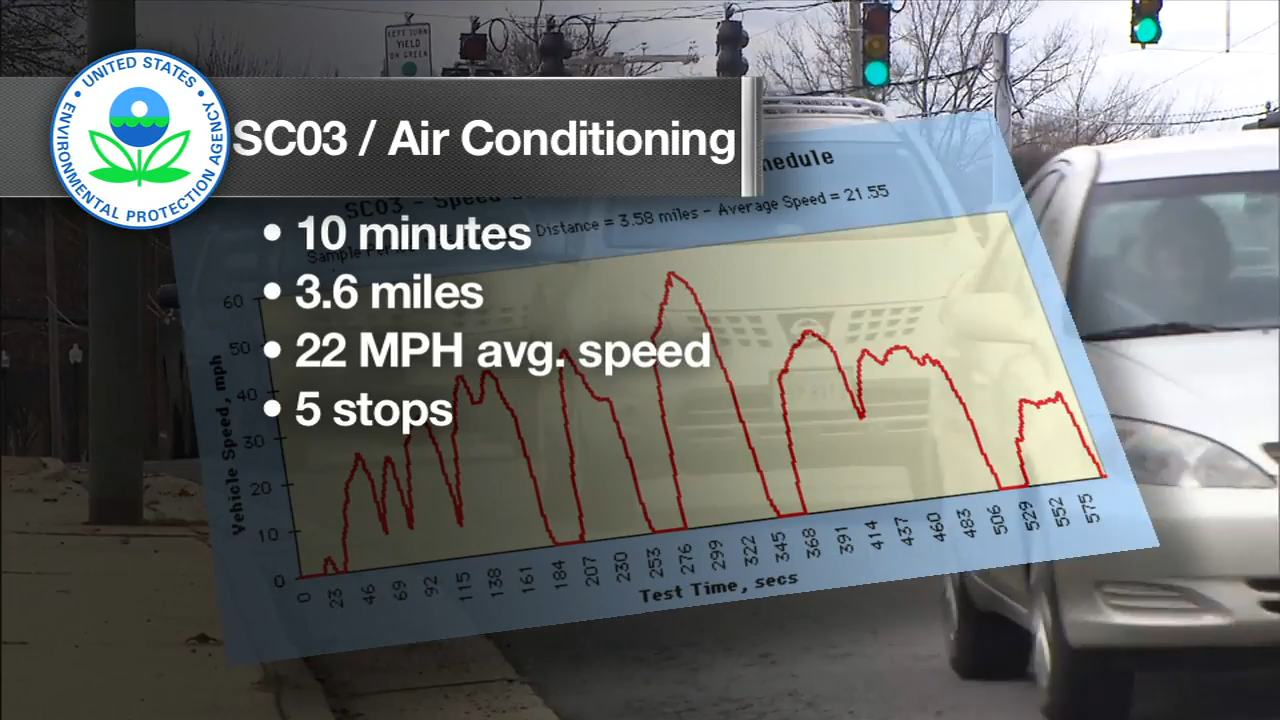 LEFT TURN
YIELD
ON GREEN
UNITED STATES
ENVIRONMENTAL PROTECTION AGENCY
SC03 / Air Conditioning
SC03 - Speed
hedule
Distance = 3.58 miles - Average Speed = 21.55
• 10 minutes
• 3.6 miles
• 22 MPH avg. speed
• 5 stops
Vehicle Speed, mph
60
50
40
30
20
10
0
0 23 46 69 92 115 138 161 184 207 230 253 276 299 322 345 368 391 414 437 460 483 506 529 552 575
Test Time, secs